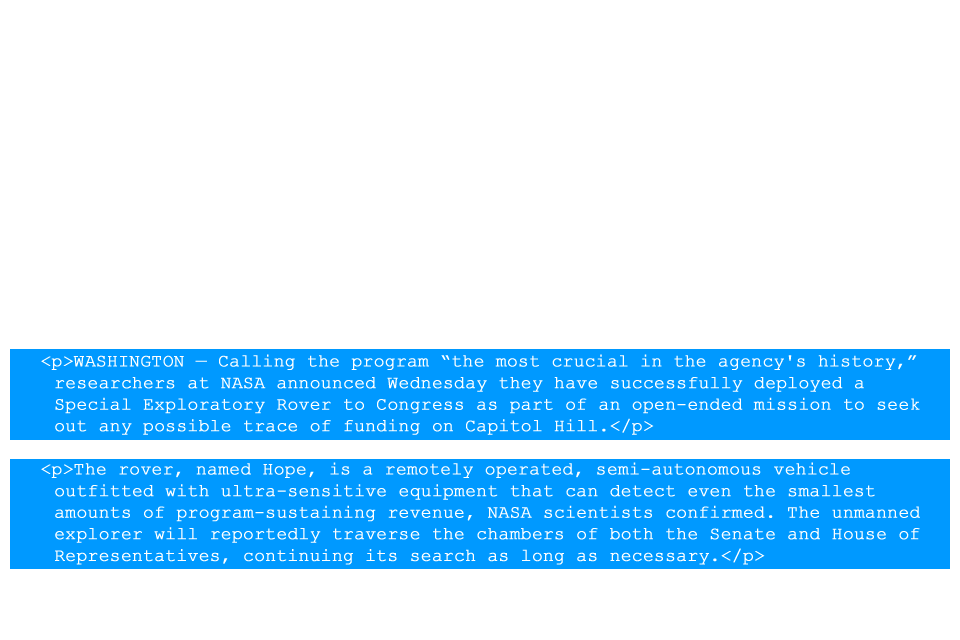 <p>WASHINGTON — Calling the program “the most crucial in the agency's history,”
researchers at NASA announced Wednesday they have successfully deployed a
Special Exploratory Rover to Congress as part of an open-ended mission to seek
out any possible trace of funding on Capitol Hill.</p>
<p>The rover, named Hope, is a remotely operated, semi-autonomous vehicle
outfitted with ultra-sensitive equipment that can detect even the smallest
amounts of program-sustaining revenue, NASA scientists confirmed. The unmanned
explorer will reportedly traverse the chambers of both the Senate and House of
Representatives, continuing its search as long as necessary.</p>